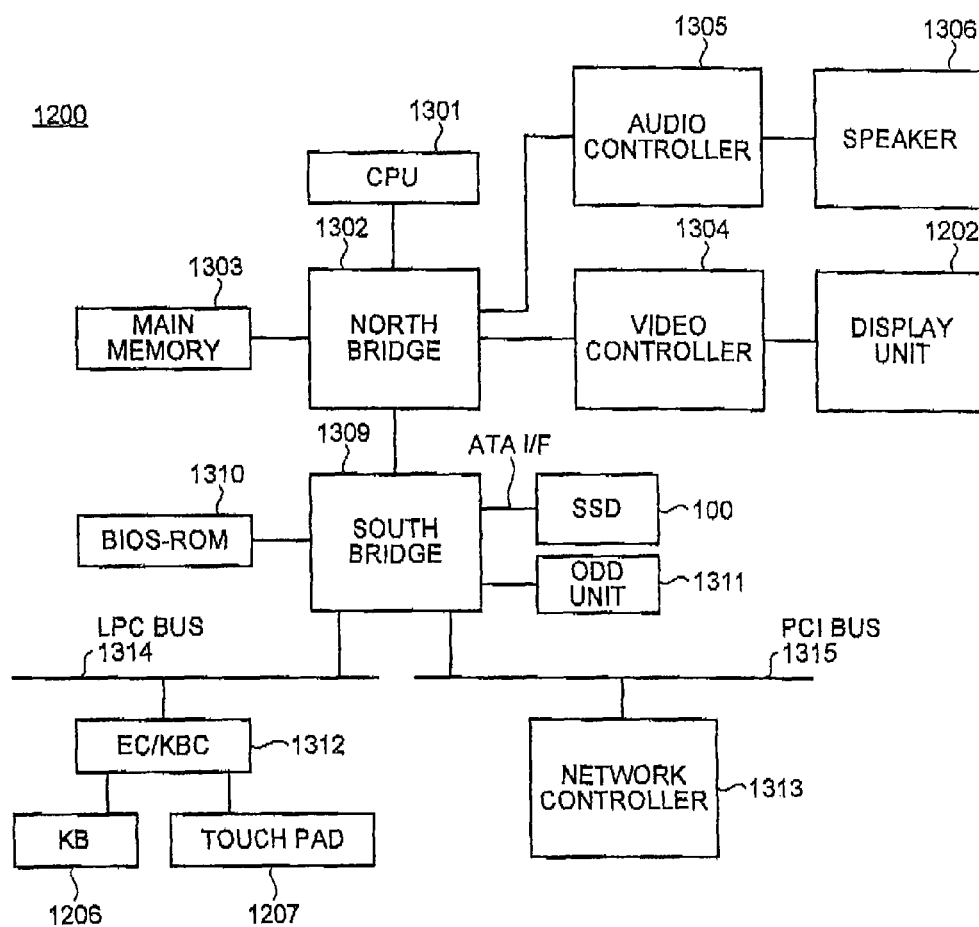 1200
1305
1306
AUDIO
CONTROLLER
SPEAKER
1301
CPU
1302
1304
1202
1303
MAIN
MEMORY
NORTH
BRIDGE
VIDEO
CONTROLLER
DISPLAY
UNIT
1309
ATA I/F
1310
BIOS-ROM
SOUTH
BRIDGE
SSD
100
ODD
UNIT
1311
LPC BUS
1314
PCI BUS
1315
EC/KBC
1312
NETWORK
CONTROLLER
1313
KB
TOUCH PAD
1206
1207